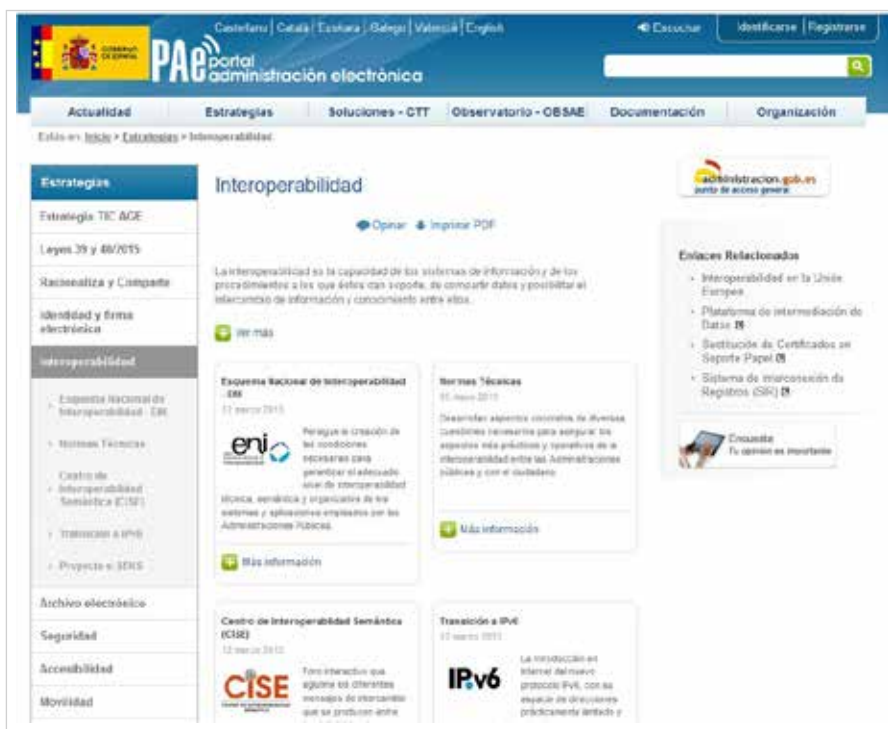 Castellano | Català | Euskara | Galego | Valencià | English
Escuchar
Identificarse | Registrarse
GOBIERNO DE ESPAÑA
PAe portal
administración electrónica
Actualidad
Estrategias
Soluciones - CTT
Observatorio - OBSAE
Documentación
Organización
Estás en: Inicio > Estrategias > Interoperabilidad
Estrategias
Estrategia TIC AGE
Leyes 39 y 40/2015
Racionaliza y Comparte
Identidad y firma
electrónica
Interoperabilidad
Esquema Nacional de
Interoperabilidad - ENI
Normas Técnicas
Centro de
Interoperabilidad
Semántica (CISE)
Transición a IPv6
Proyecto e-SENS
Archivo electrónico
Seguridad
Accesibilidad
Movilidad
Interoperabilidad
Opinar
Imprimir PDF
La interoperabilidad es la capacidad de los sistemas de información y de los
procedimientos a los que éstos dan soporte, de compartir datos y posibilitar el
intercambio de información y conocimiento entre ellos.
Ver más
Esquema Nacional de Interoperabilidad
- ENI
marzo 2015
eni
Persigue la creación de
las condiciones
necesarias para
garantizar el adecuado
nivel de interoperabilidad
técnica, semántica y organizativa de los
sistemas y aplicaciones empleados por las
Administraciones Públicas.
Más información
Normas Técnicas
2015
Desarrollan aspectos concretos de diversas
cuestiones necesarios para asegurar los
aspectos más prácticos y operativos de la
interoperabilidad entre las Administraciones
públicas y con el ciudadano.
Más información
Centro de Interoperabilidad Semántica
(CISE)
marzo 2015
CISE
Foro interactivo que
aglutina los diferentes
mensajes de intercambio
que se producen entre
Transición a IPv6
marzo 2015
IPv6
La introducción en
Internet del nuevo
protocolo IPv6, con su
espacio de direcciones
prácticamente ilimitado y
administracion.gob.es
punto de acceso general
Enlaces Relacionados
Interoperabilidad en la Unión
Europea
Plataforma de intermediación de
Datos
Sustitución de Certificados en
Soporte Papel
Sistema de interconexión de
Registros (SIR)
Encuesta
Tu opinión es importante